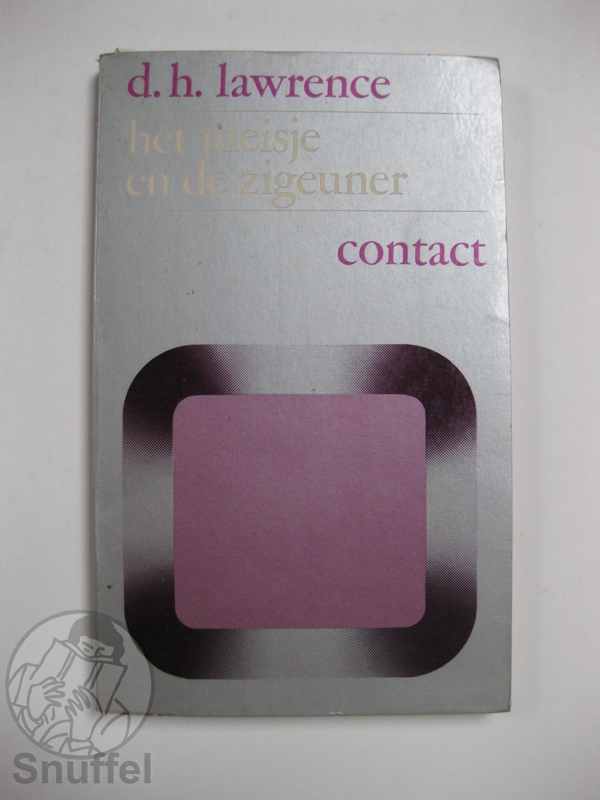 d.h. lawrence
het meisje
en de zigeuner
contact
Snuffel